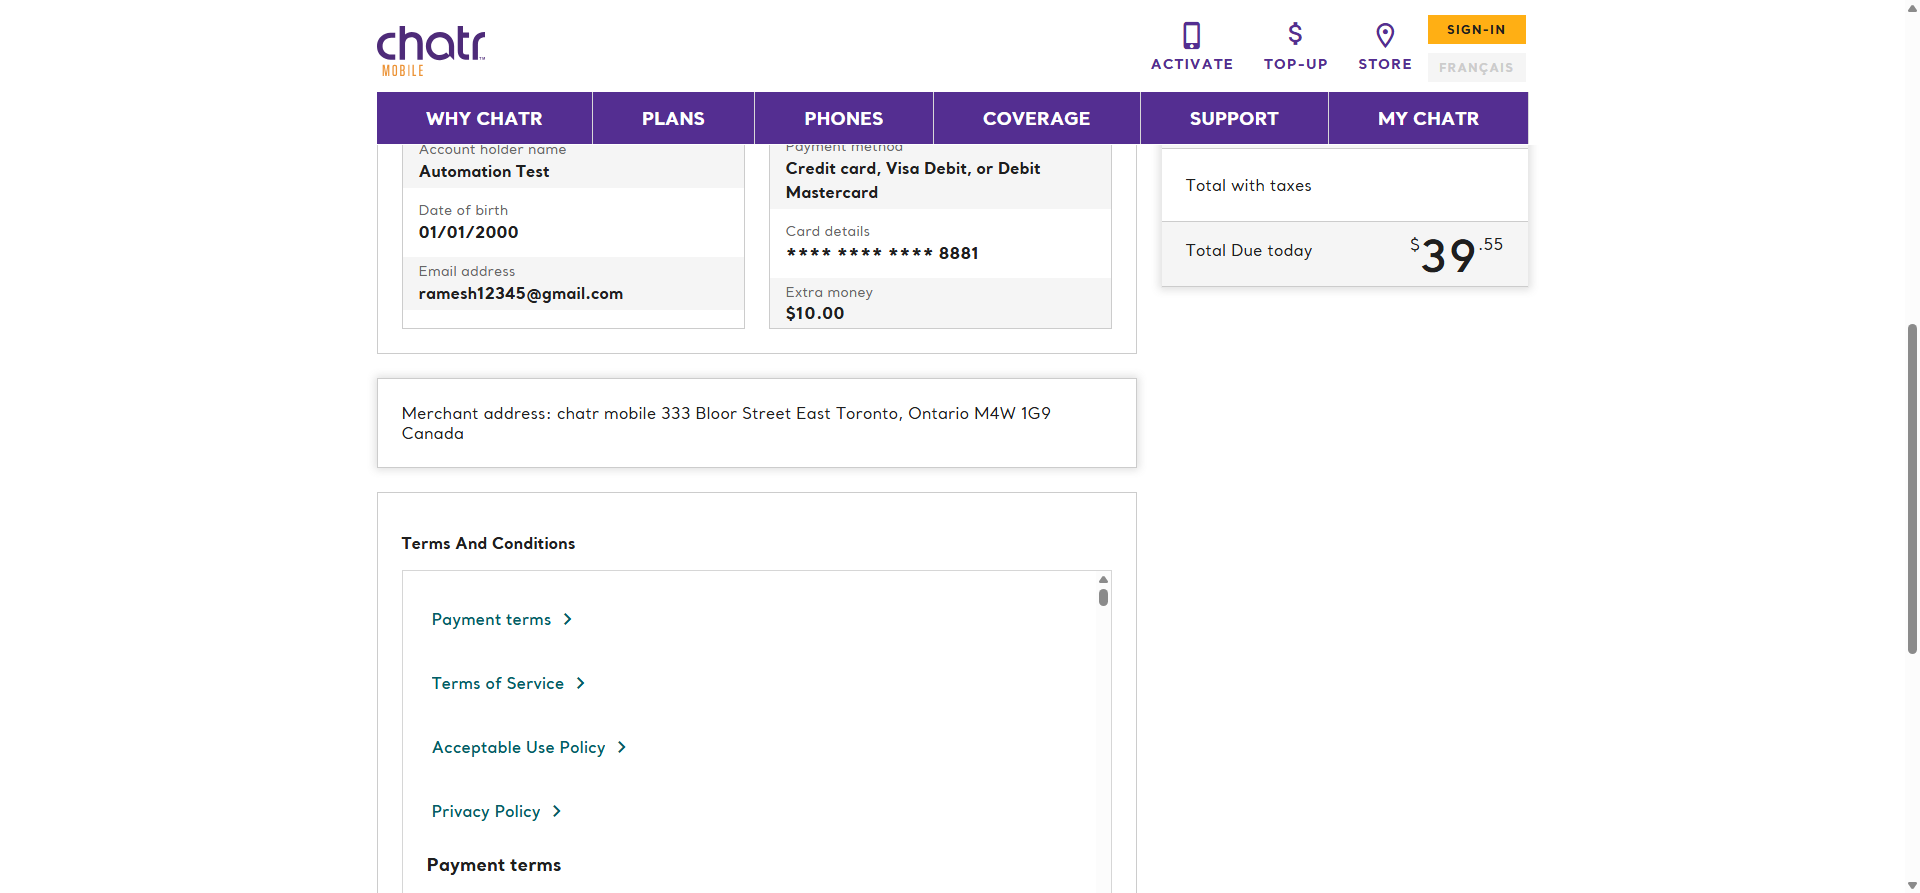 chatr
MOBILE
ACTIVATE
TOP-UP
STORE
SIGN-IN
FRANÇAIS
WHY CHATR
PLANS
PHONES
COVERAGE
SUPPORT
MY CHATR
Account holder name
Automation Test
Date of birth
01/01/2000
Email address
ramesh12345@gmail.com
Payment method
Credit card, Visa Debit, or Debit
Mastercard
Card details
**** **** **** 8881
Extra money
$10.00
Total with taxes
Total Due today
$39.55
Merchant address: chatr mobile 333 Bloor Street East Toronto, Ontario M4W 1G9
Canada
Terms And Conditions
Payment terms
Terms of Service
Acceptable Use Policy
Privacy Policy
Payment terms